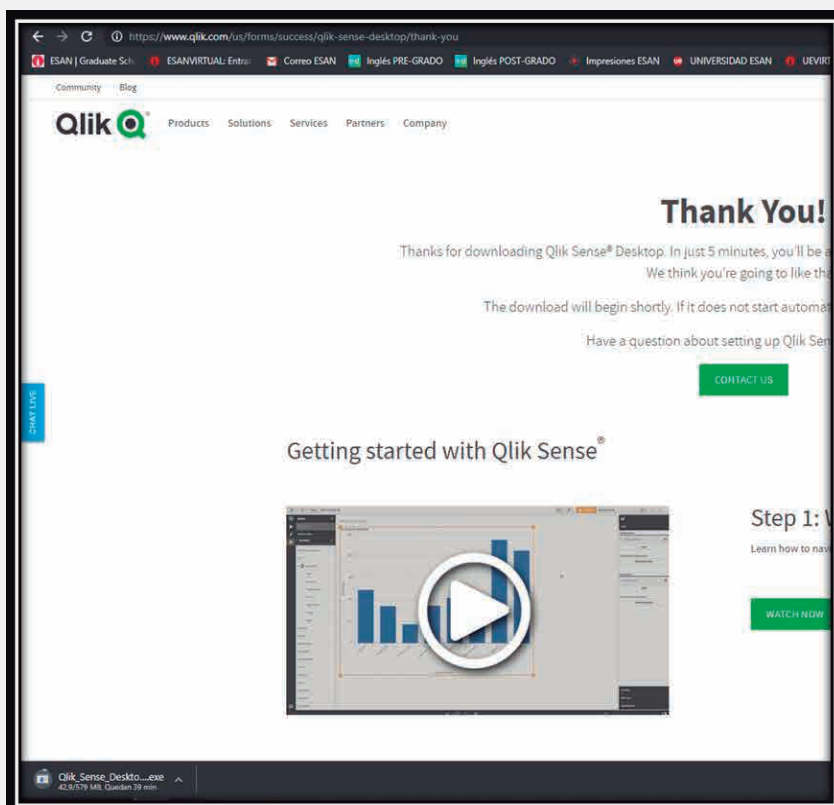 https://www.qlik.com/us/forms/success/qlik-sense-desktop/thank-you
ESAN | Graduate Sch ESANVIRTUAL: Entra Correo ESAN Inglés PRE-GRADO Inglés POST-GRADO Impresiones ESAN UNIVERSIDAD ESAN UEVIRT
Community Blog
Qlik Products Solutions Services Partners Company
Thank You!
Thanks for downloading Qlik Sense® Desktop. In just 5 minutes, you'll be a
We think you're going to like tha
The download will begin shortly. If it does not start automa
Have a question about setting up Qlik Sen
CONTACT US
CHAT LIVE
Getting started with Qlik Sense®
Step 1: W
Learn how to nav
WATCH NOW
Qlik_Sense_Deskto....exe
42.9/579 MB, Quedan 39 min